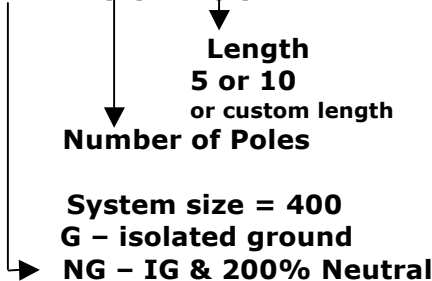 Length
5 or 10
or custom length
Number of Poles
System size = 400
G – isolated ground
NG – IG & 200% Neutral